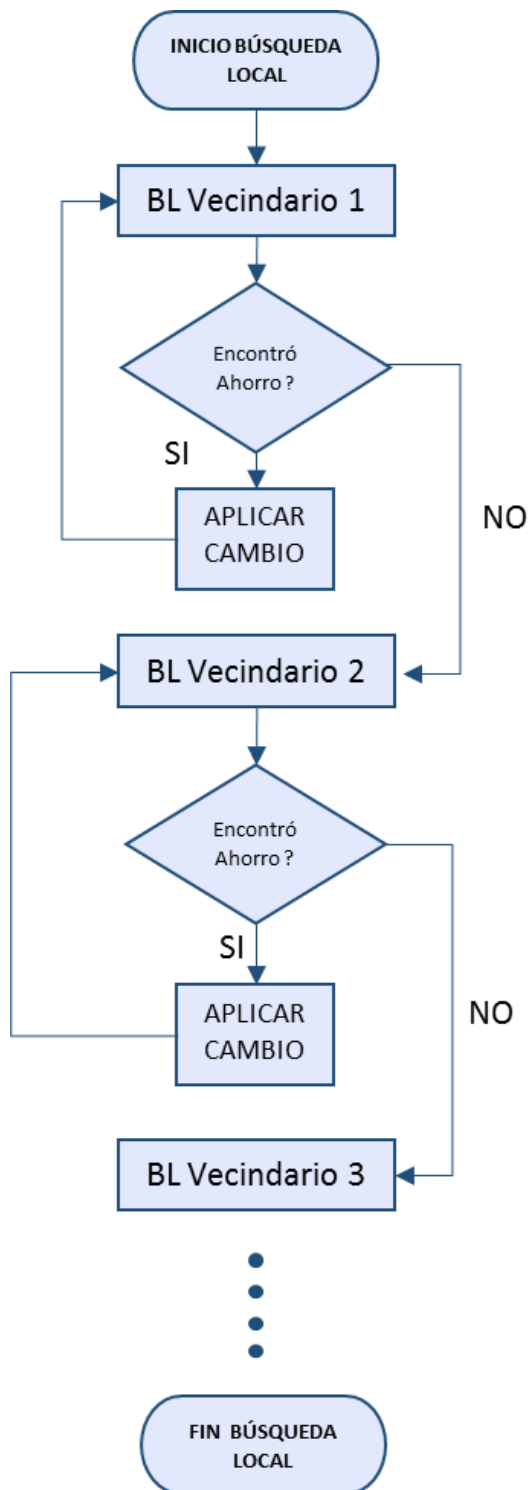 INICIO BÚSQUEDA
LOCAL
BL Vecindario 1
Encontró
Ahorro ?
SI
NO
APLICAR
CAMBIO
BL Vecindario 2
Encontró
Ahorro ?
SI
NO
APLICAR
CAMBIO
BL Vecindario 3
FIN BÚSQUEDA
LOCAL